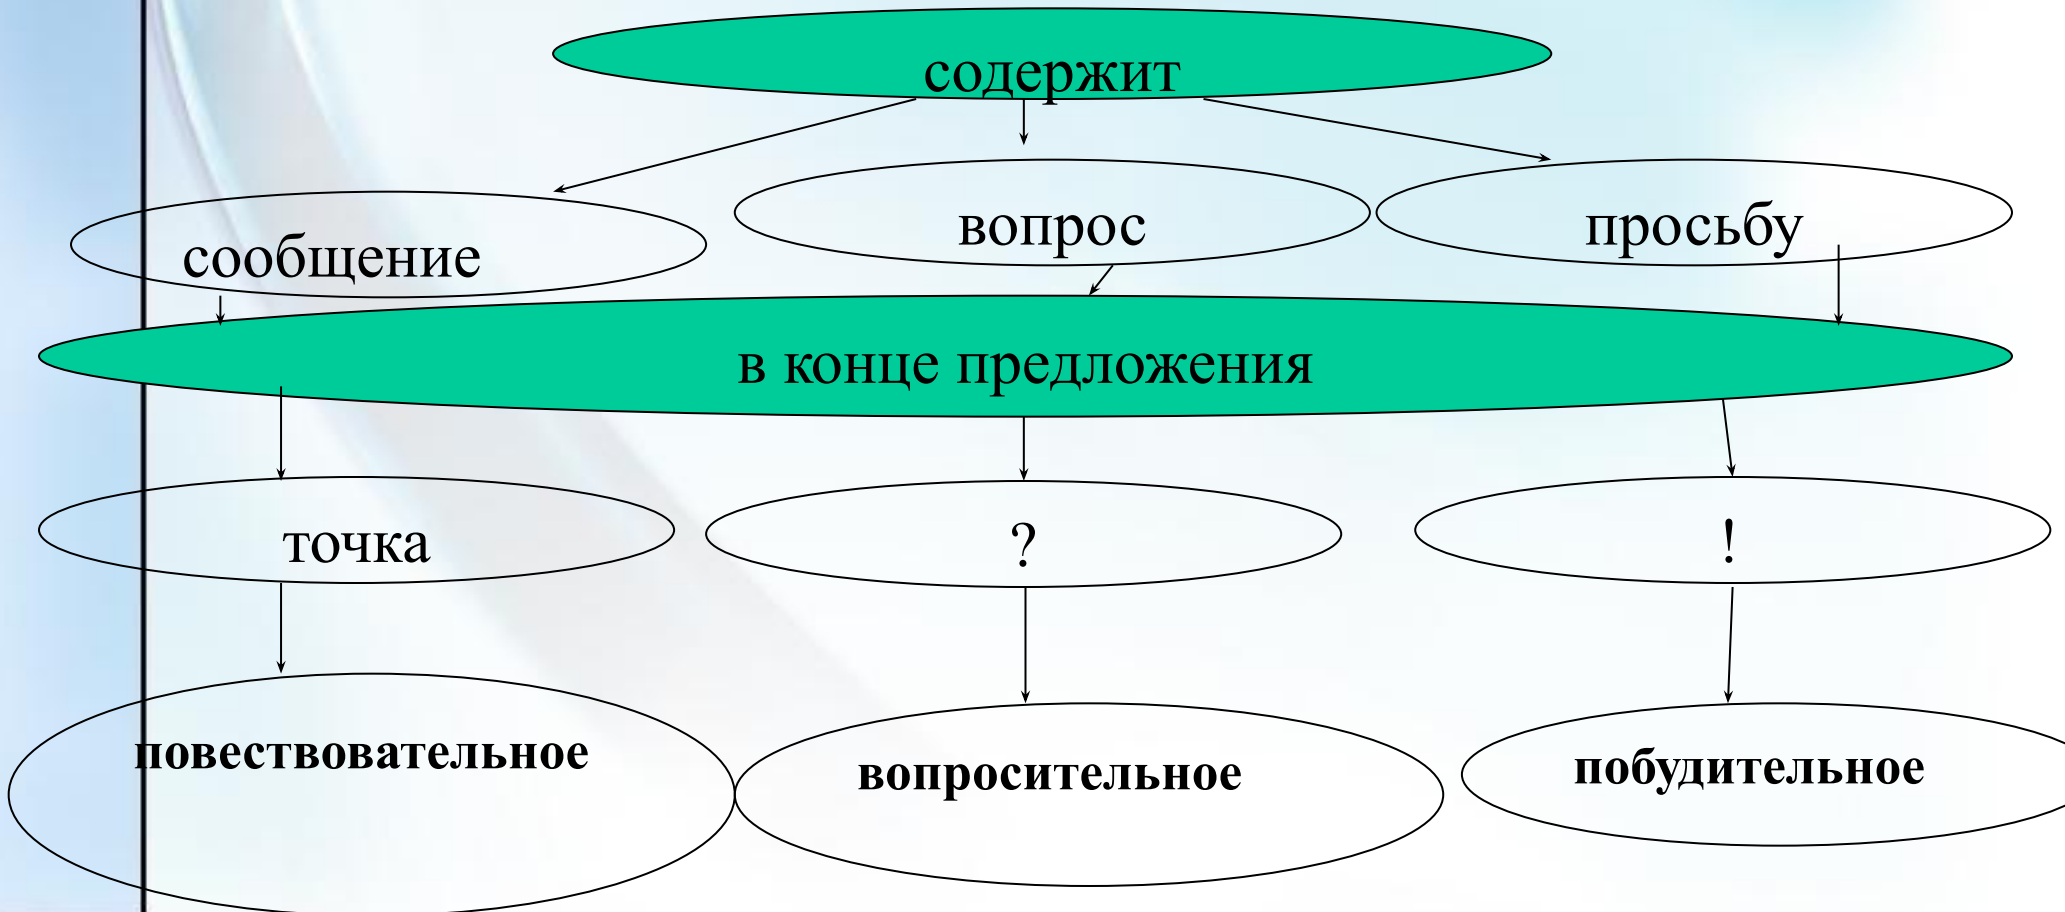 содержит
сообщение
вопрос
просьбу
в конце предложения
точка
?
!
повествовательное
вопросительное
побудительное